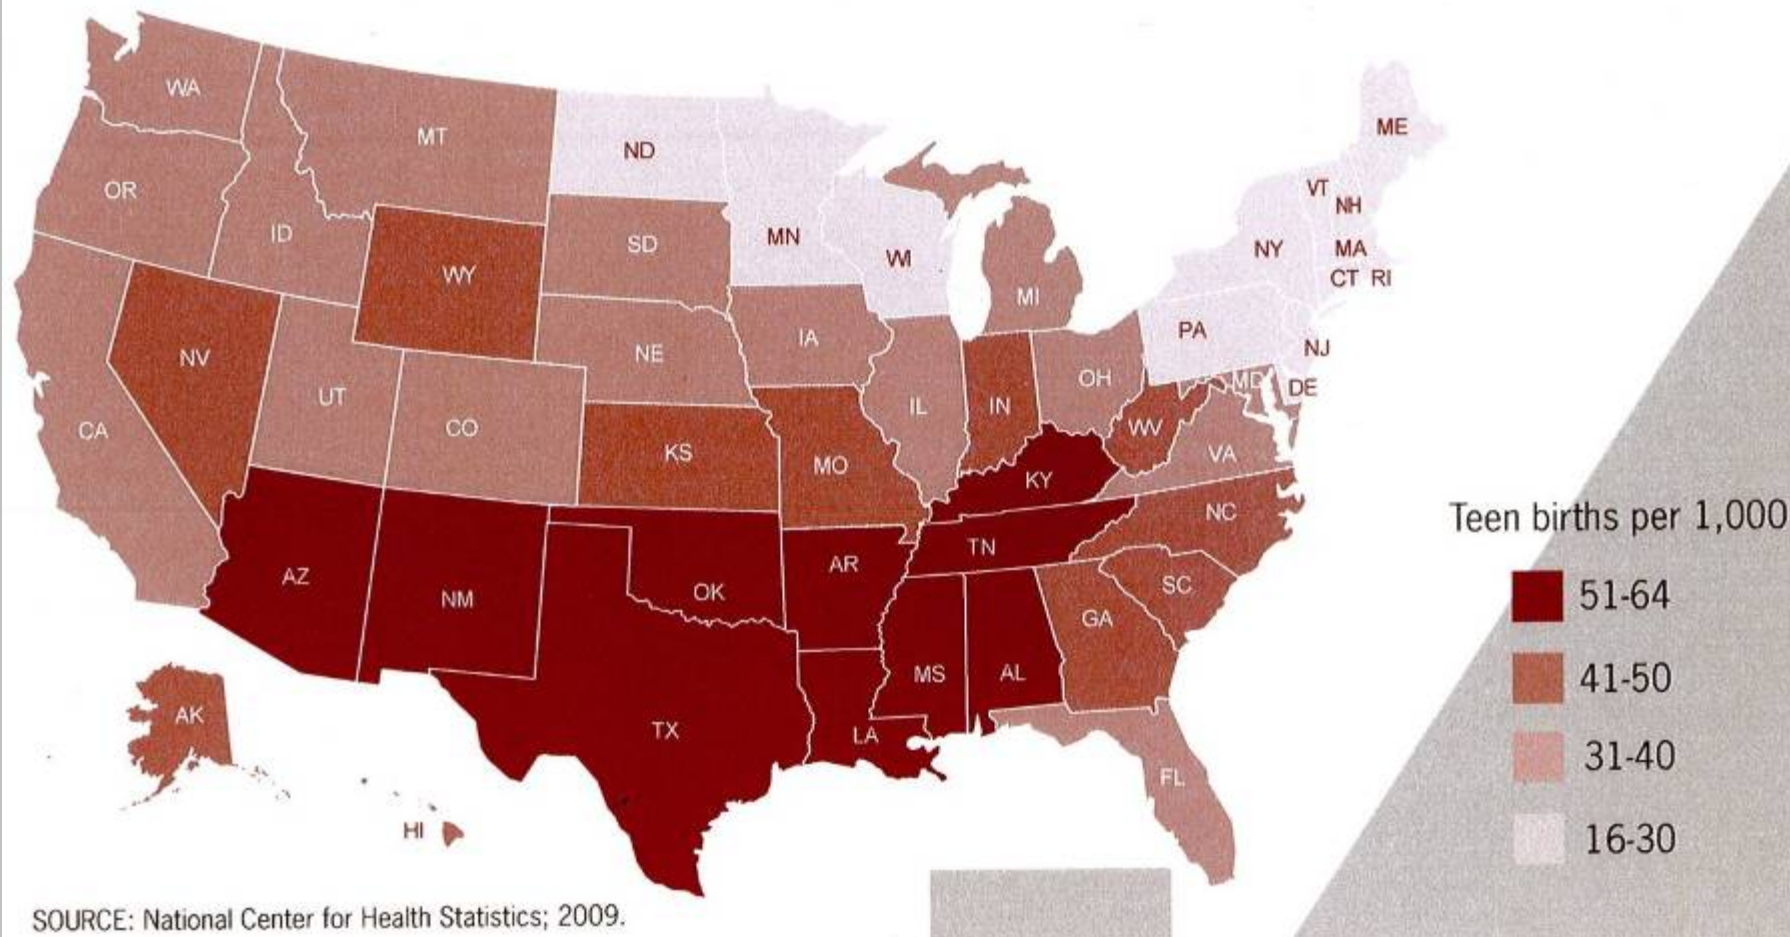 WA
MT
ND
ME
OR
ID
WY
SD
MN
WI
MI
VT
NH
NY
MA
CT RI
PA
NJ
NV
UT
CO
NE
IA
IL
IN
OH
MD
DE
CA
KS
MO
KY
WV
VA
NC
AZ
NM
OK
AR
TN
SC
GA
MS
AL
TX
LA
FL
AK
HI
Teen births per 1,000
51-64
41-50
31-40
16-30
SOURCE: National Center for Health Statistics; 2009.